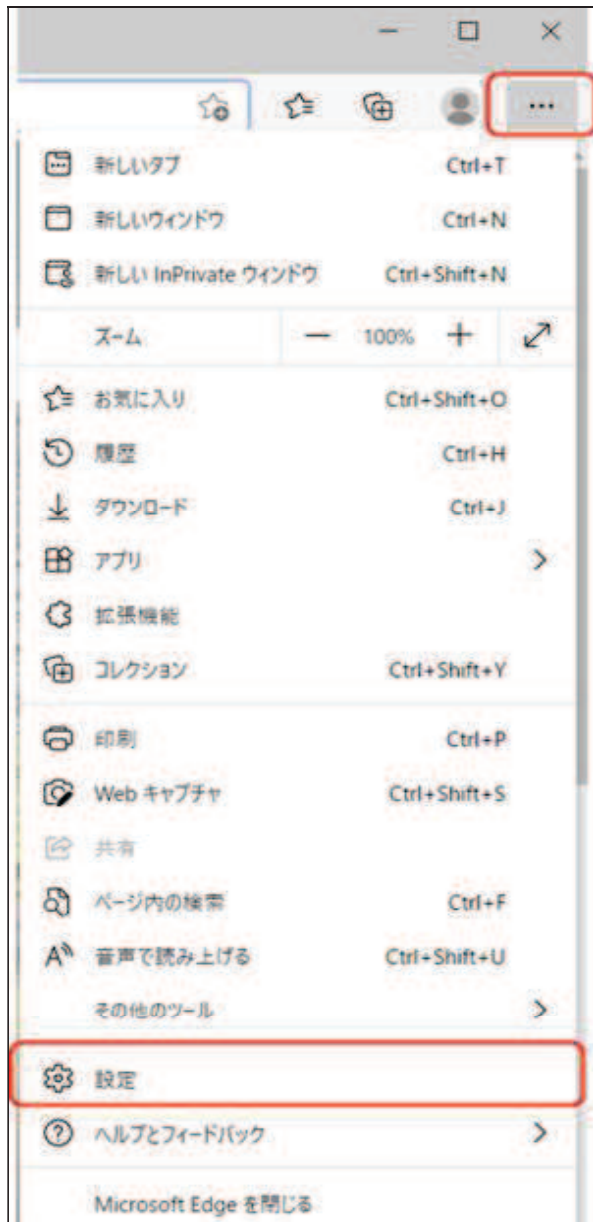 新しいタブ Ctrl+T
新しいウィンドウ Ctrl+N
新しい InPrivate ウィンドウ Ctrl+Shift+N
ズーム 100%
お気に入り Ctrl+Shift+O
履歴 Ctrl+H
ダウンロード Ctrl+J
アプリ
拡張機能
コレクション Ctrl+Shift+Y
印刷 Ctrl+P
Web キャプチャ Ctrl+Shift+S
共有
ページ内の検索 Ctrl+F
音声で読み上げる Ctrl+Shift+U
その他のツール
設定
ヘルプとフィードバック
Microsoft Edge を閉じる